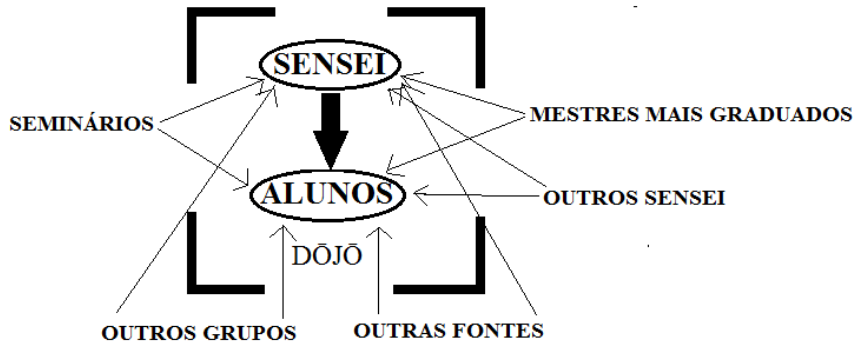 SENSEI
SEMINÁRIOS
MESTRES MAIS GRADUADOS
ALUNOS
OUTROS SENSEI
DŌJŌ
OUTROS GRUPOS
OUTRAS FONTES